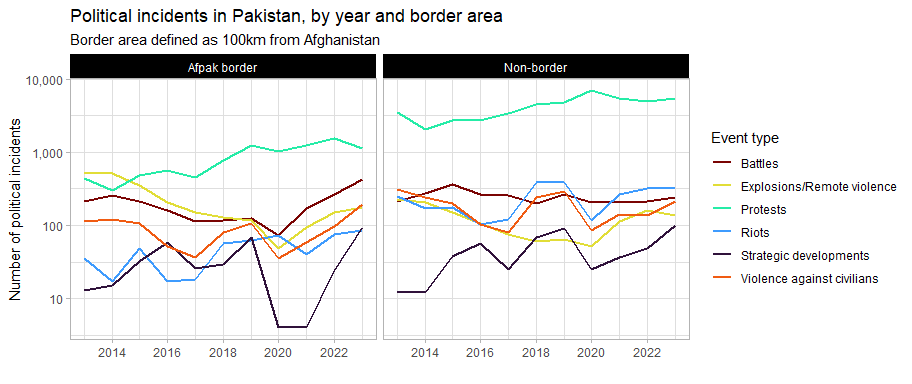 Political incidents in Pakistan, by year and border area
Border area defined as 100km from Afghanistan
Afpak border
Non-border
Number of political incidents
10,000
1,000
100
10
2014 2016 2018 2020 2022
2014 2016 2018 2020 2022
Event type
Battles
Explosions/Remote violence
Protests
Riots
Strategic developments
Violence against civilians